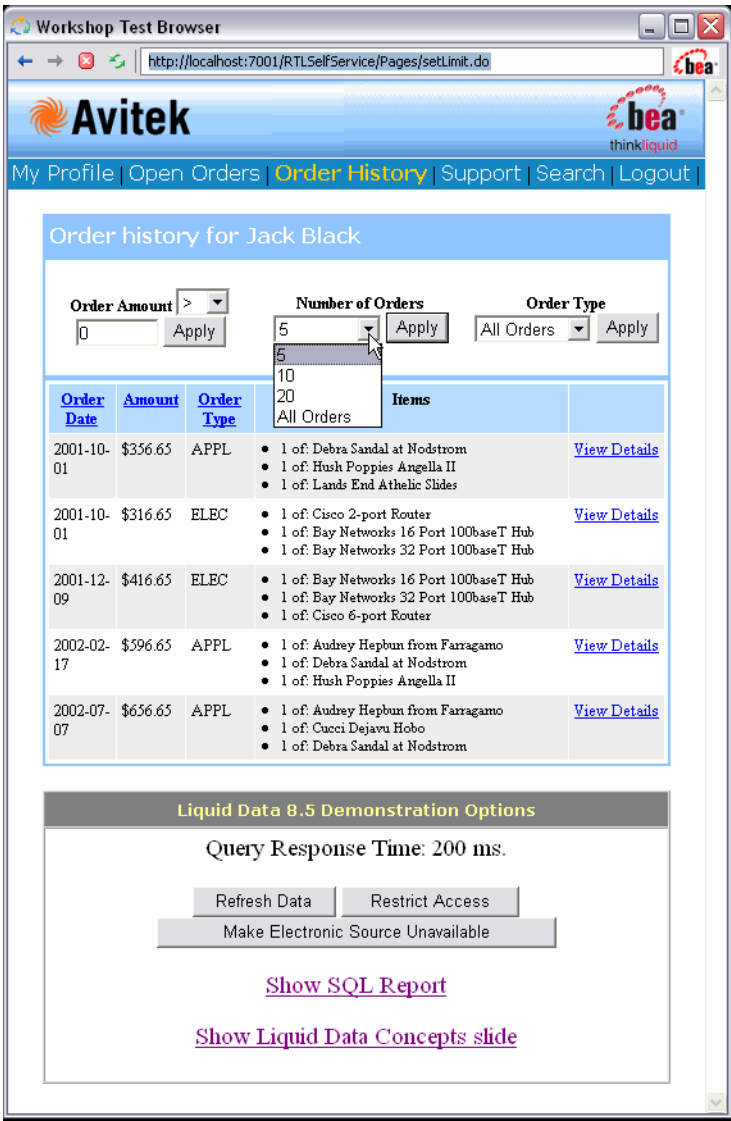 Workshop Test Browser
http://localhost:7001/RTLSelfService/Pages/setLimit.do
bea
Avitek
bea
thinkliquid
My Profile | Open Orders | Order History | Support | Search | Logout |
Order history for Jack Black
Order Amount >
0 Apply
Number of Orders
5 Apply
5
10
20
All Orders
Order Type
All Orders Apply
Order Date Amount Order Type Items
2001-10-01 $356.65 APPL • 1 of: Debra Sandal at Nodstrom View Details
• 1 of: Hush Poppies Angella II
• 1 of: Lands End Athelic Slides
2001-10-01 $316.65 ELEC • 1 of: Cisco 2-port Router View Details
• 1 of: Bay Networks 16 Port 100baseT Hub
• 1 of: Bay Networks 32 Port 100baseT Hub
2001-12-09 $416.65 ELEC • 1 of: Bay Networks 16 Port 100baseT Hub View Details
• 1 of: Bay Networks 32 Port 100baseT Hub
• 1 of: Cisco 6-port Router
2002-02-17 $596.65 APPL • 1 of: Audrey Hepbun from Farragamo View Details
• 1 of: Debra Sandal at Nodstrom
• 1 of: Hush Poppies Angella II
2002-07-07 $656.65 APPL • 1 of: Audrey Hepbun from Farragamo View Details
• 1 of: Cucci Dejavu Hobo
• 1 of: Debra Sandal at Nodstrom
Liquid Data 8.5 Demonstration Options
Query Response Time: 200 ms.
Refresh Data Restrict Access
Make Electronic Source Unavailable
Show SQL Report
Show Liquid Data Concepts slide